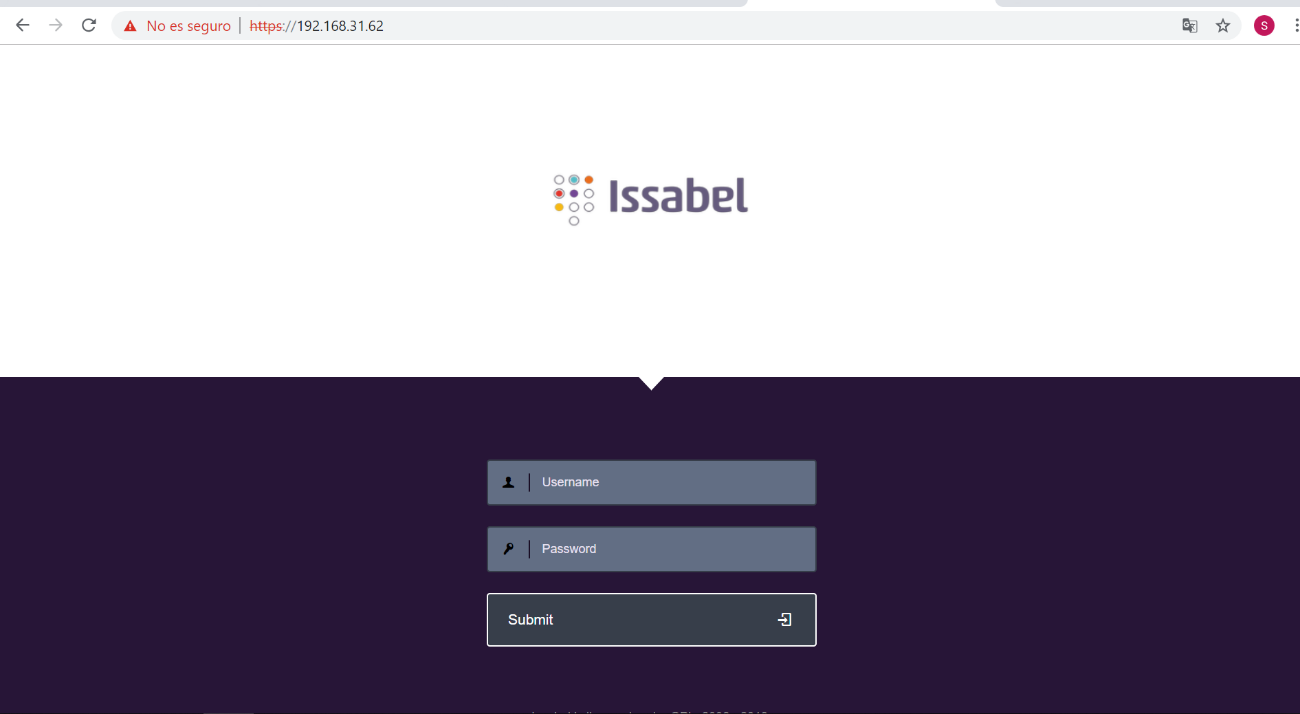 No es seguro | https://192.168.31.62
S
Issabel
Username
Password
Submit